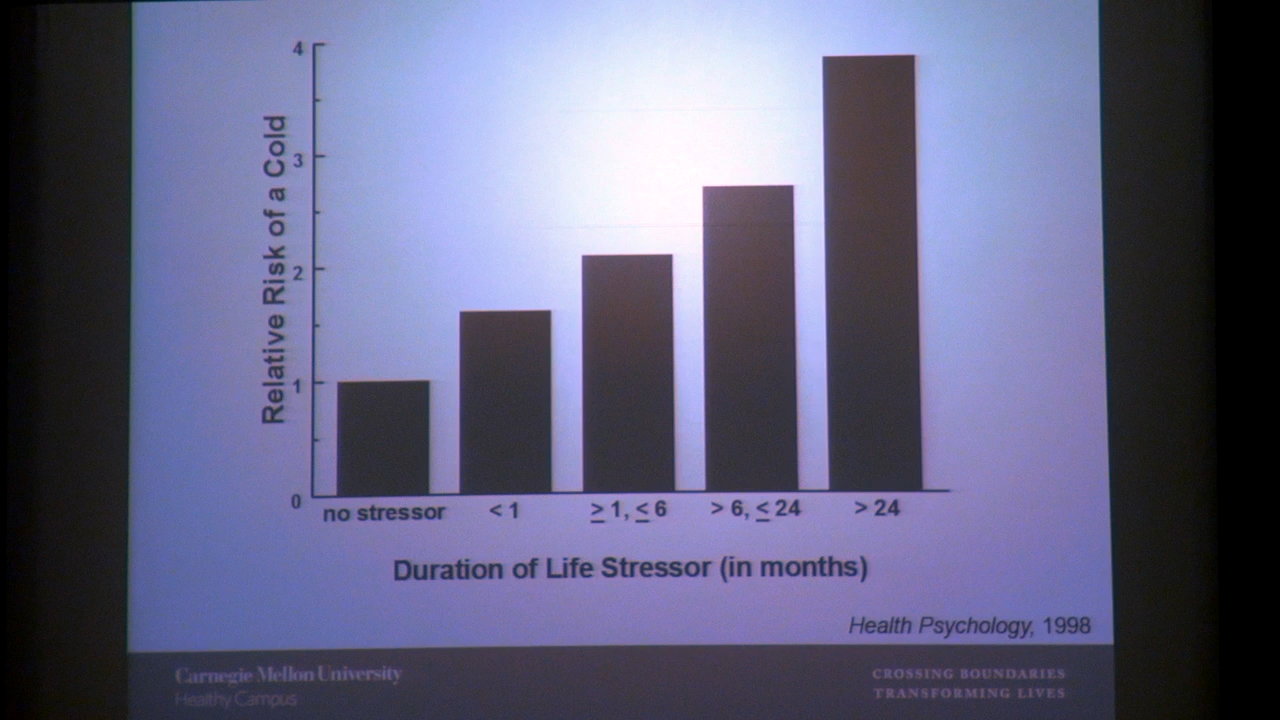 4
3
2
1
0
Relative Risk of a Cold
no stressor < 1 ≥ 1, ≤ 6 > 6, ≤ 24 > 24
Duration of Life Stressor (in months)
Health Psychology, 1998
Carnegie Mellon University
Healthy Campus
CROSSING BOUNDARIES
TRANSFORMING LIVES